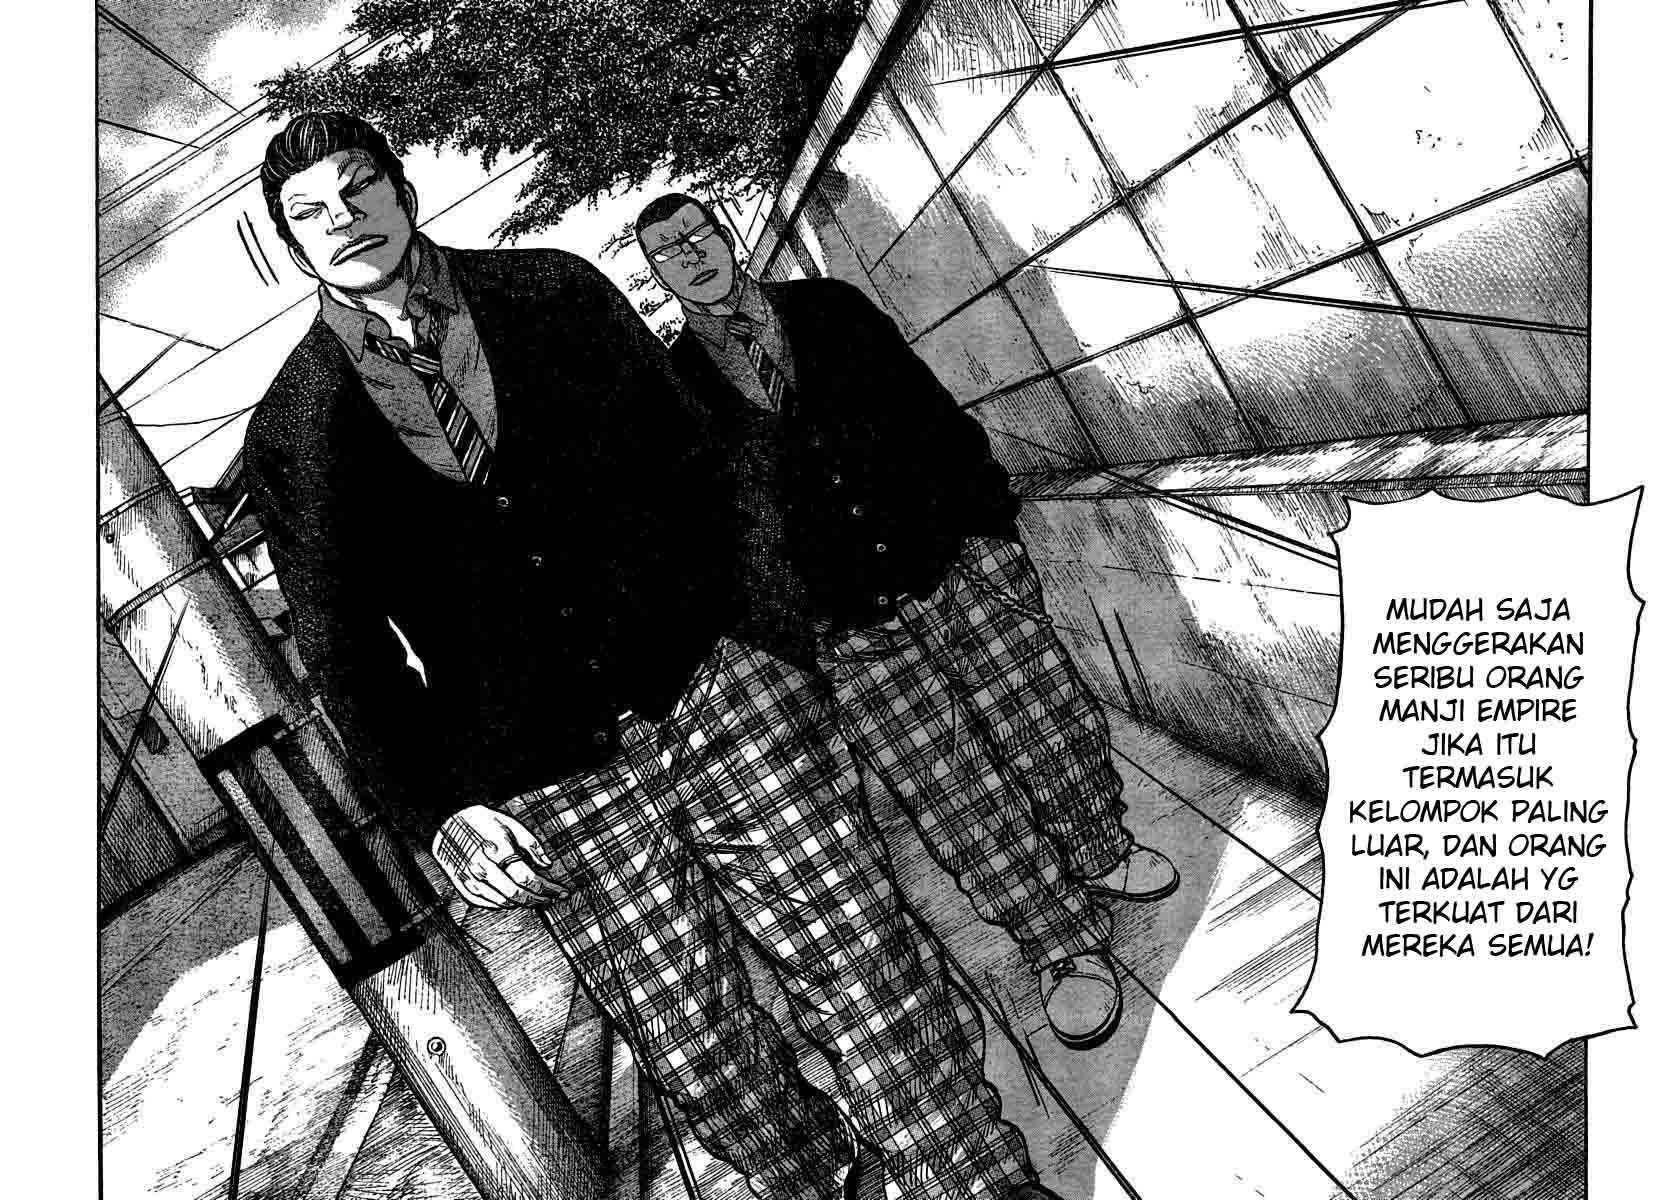 MUDAH SAJA
MENGGERAKAN
SERIBU ORANG
MANJI EMPIRE
JIKA ITU
TERMASUK
KELOMPOK PALING
LUAR, DAN ORANG
INI ADALAH YG
TERKUAT DARI
MEREKA SEMUA!